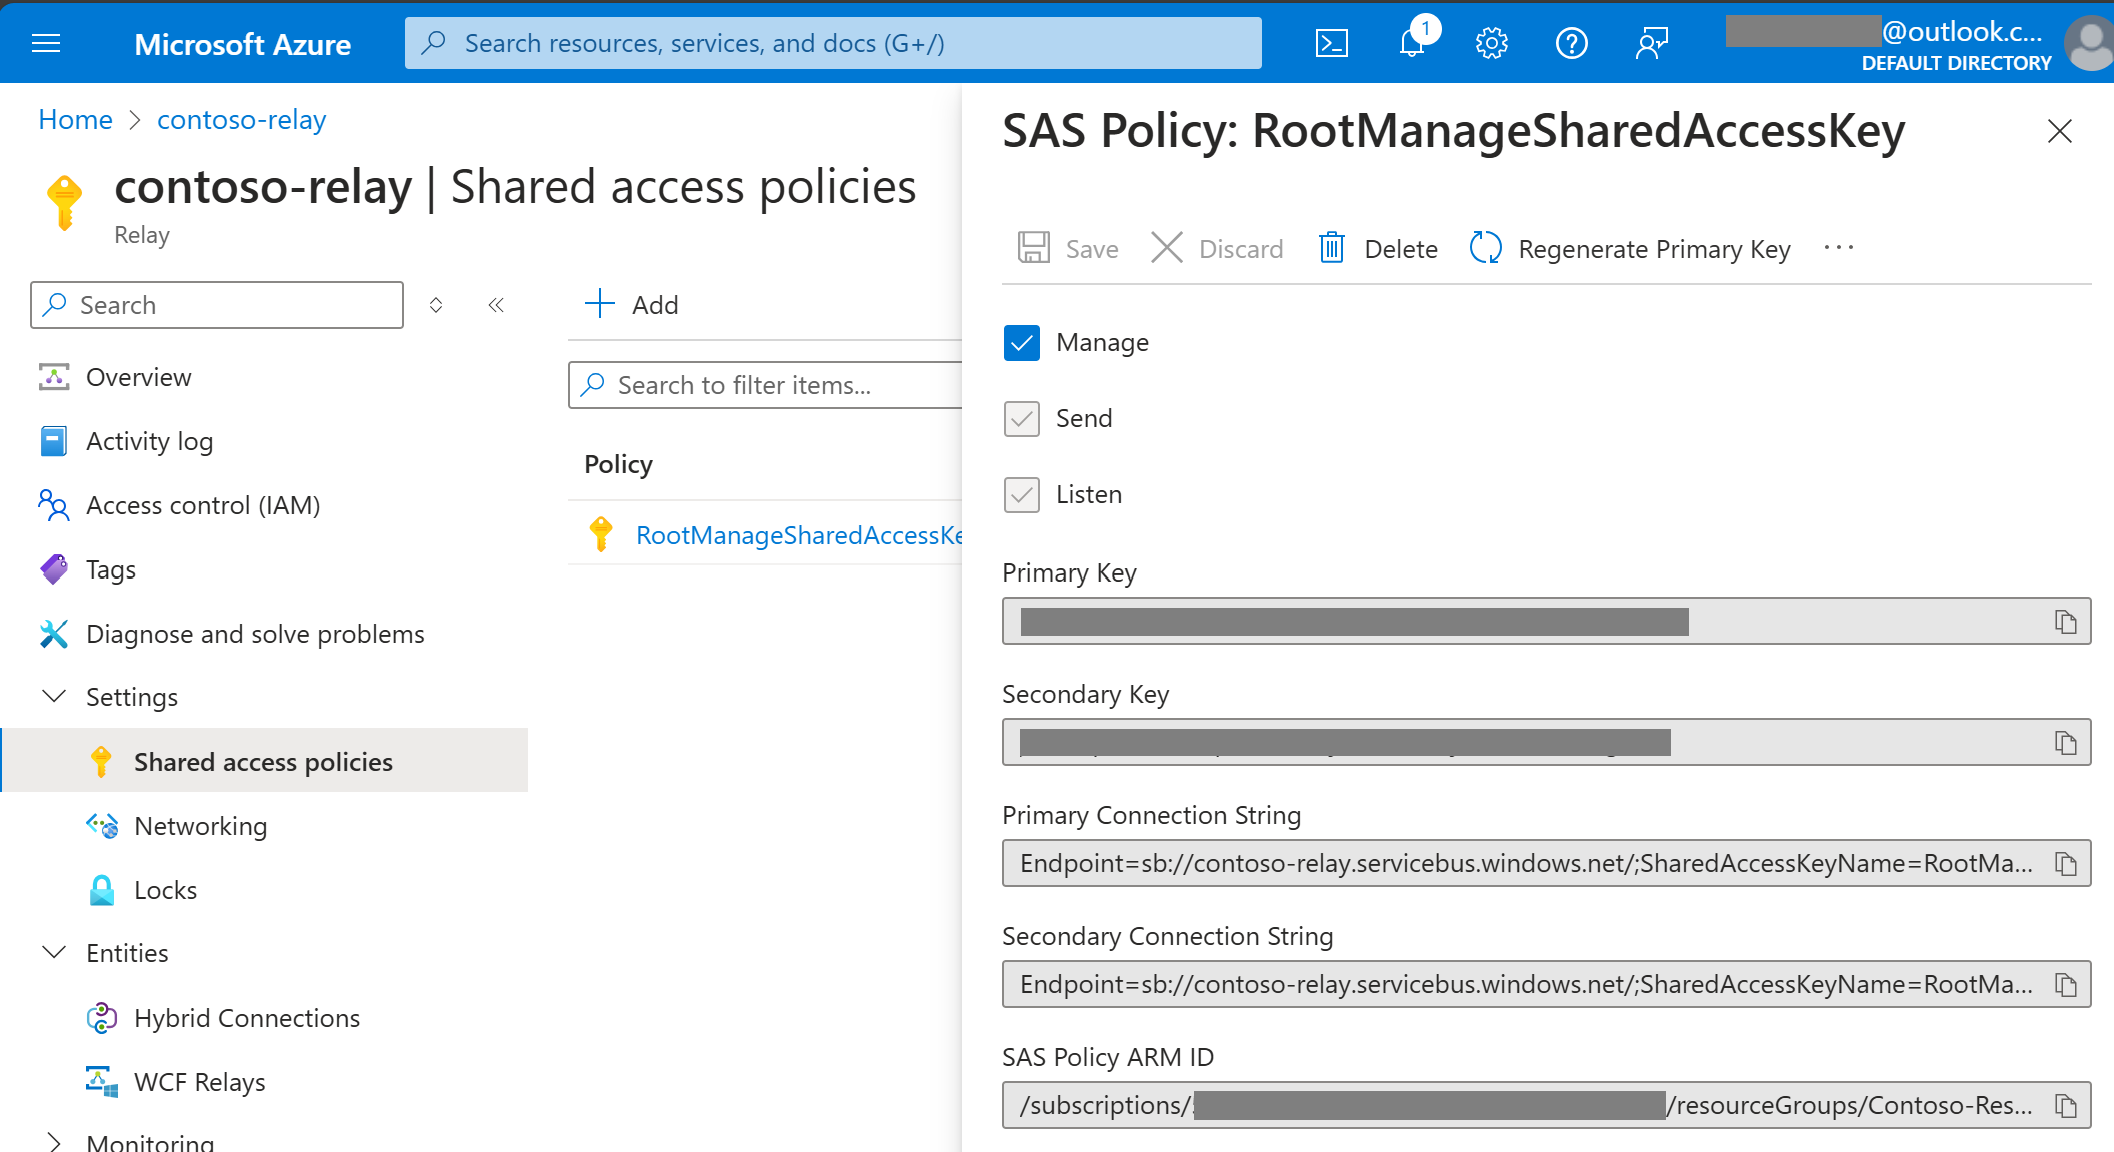 Microsoft Azure
Search resources, services, and docs (G+/)
1
@outlook.c...
DEFAULT DIRECTORY
Home > contoso-relay
contoso-relay | Shared access policies
Relay
Search
Overview
Activity log
Access control (IAM)
Tags
Diagnose and solve problems
Settings
Shared access policies
Networking
Locks
Entities
Hybrid Connections
WCF Relays
Monitoring
Add
Search to filter items...
Policy
RootManageSharedAccessKe
SAS Policy: RootManageSharedAccessKey
Save
Discard
Delete
Regenerate Primary Key
...
Manage
Send
Listen
Primary Key
Secondary Key
Primary Connection String
Endpoint=sb://contoso-relay.servicebus.windows.net/;SharedAccessKeyName=RootMa...
Secondary Connection String
Endpoint=sb://contoso-relay.servicebus.windows.net/;SharedAccessKeyName=RootMa...
SAS Policy ARM ID
/subscriptions/ /resourceGroups/Contoso-Res...